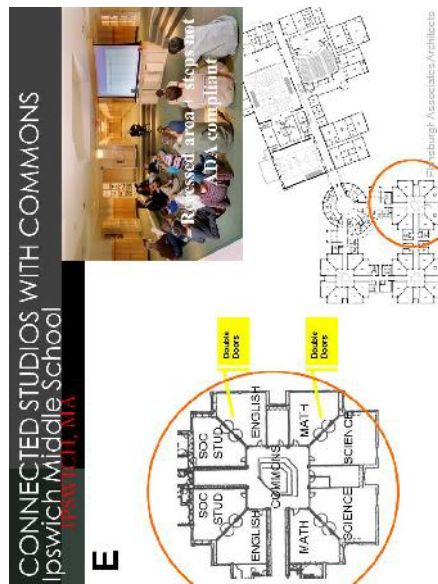 CONNECTED STUDIOS WITH COMMONS
Ipswich Middle School
IPSWICH, MA
E
Recessed area – steps not
ADA compliant
SOC
STUD
SOC
STUD
ENGLISH
ENGLISH
COMMONS
MATH
MATH
SCIENCE
SCIENCE
Double
Doors
Double
Doors
Flansburgh Associates Architects